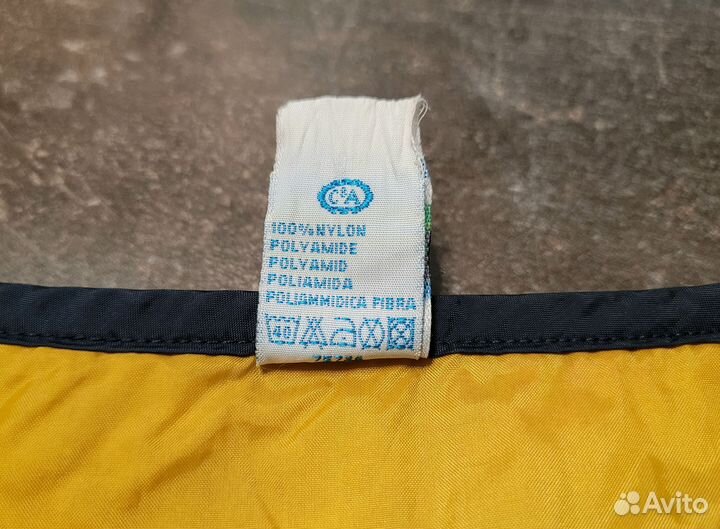 C&A
100% NYLON
POLYAMIDE
POLYAMID
POLIAMIDA
POLIAMMIDICA FIBRA
40
Avito